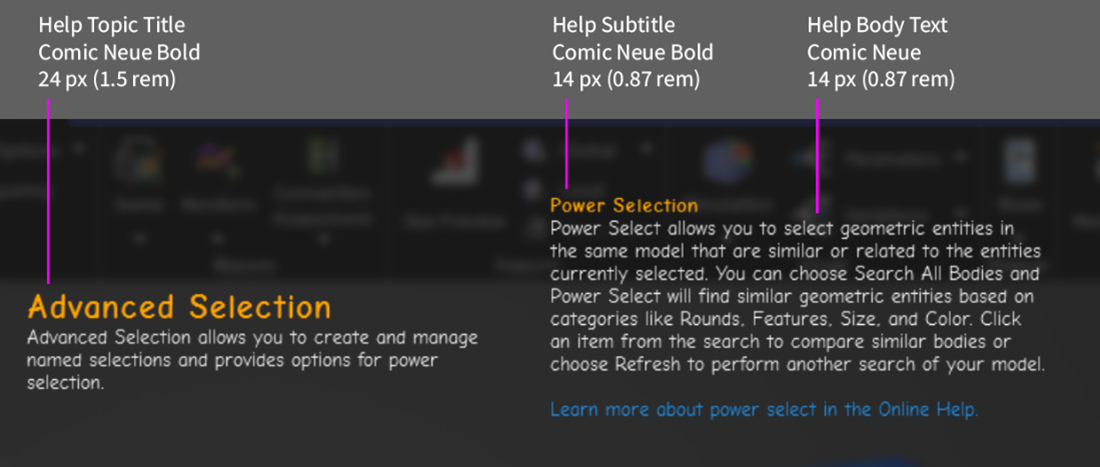 Help Topic Title
Comic Neue Bold
24 px (1.5 rem)
Help Subtitle
Comic Neue Bold
14 px (0.87 rem)
Help Body Text
Comic Neue
14 px (0.87 rem)
Advanced Selection
Advanced Selection allows you to create and manage
named selections and provides options for power
selection.
Power Selection
Power Select allows you to select geometric entities in
the same model that are similar or related to the entities
currently selected. You can choose Search All Bodies and
Power Select will find similar geometric entities based on
categories like Rounds, Features, Size, and Color. Click
an item from the search to compare similar bodies or
choose Refresh to perform another search of your model.
Learn more about power select in the Online Help.